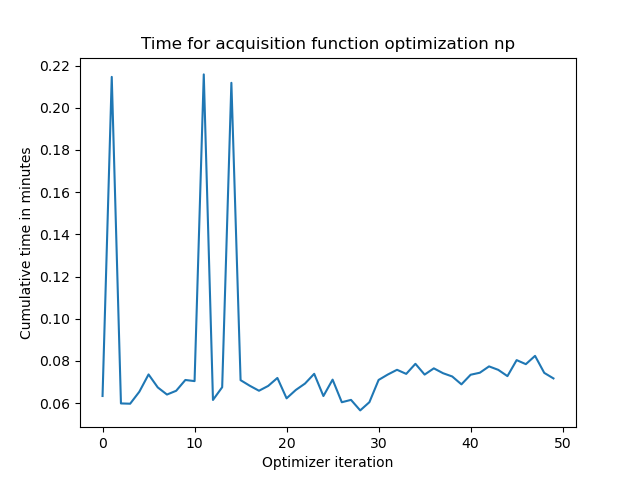 Time for acquisition function optimization np
0.22
0.20
0.18
0.16
0.14
0.12
0.10
0.08
0.06
Cumulative time in minutes
0 10 20 30 40 50
Optimizer iteration